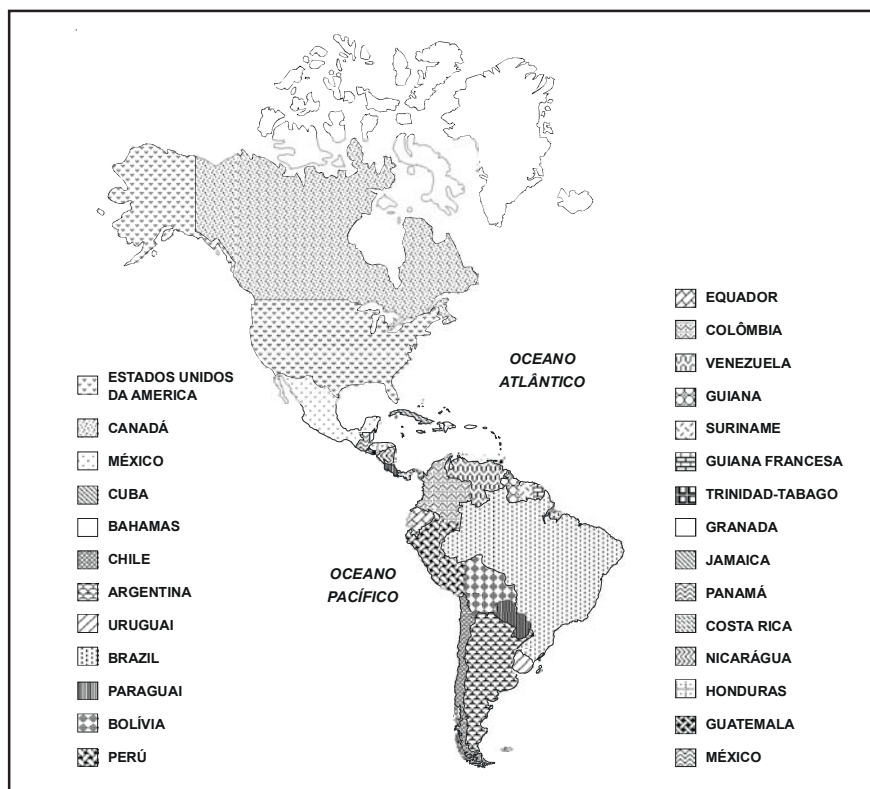 OCEANO
ATLÂNTICO
OCEANO
PACÍFICO
ESTADOS UNIDOS
DA AMERICA
CANADÁ
MÉXICO
CUBA
BAHAMAS
CHILE
ARGENTINA
URUGUAI
BRAZIL
PARAGUAI
BOLÍVIA
PERÚ
EQUADOR
COLÔMBIA
VENEZUELA
GUIANA
SURINAME
GUIANA FRANCESA
TRINIDAD-TABAGO
GRANADA
JAMAICA
PANAMÁ
COSTA RICA
NICARÁGUA
HONDURAS
GUATEMALA
MÉXICO